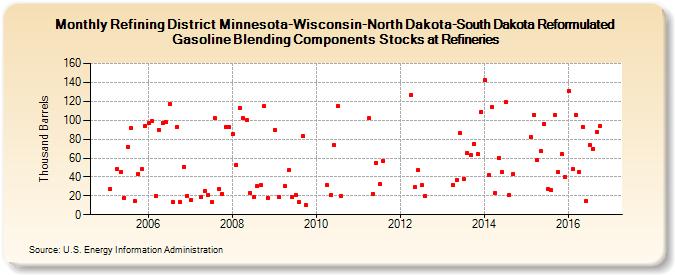 Monthly Refining District Minnesota-Wisconsin-North Dakota-South Dakota Reformulated
Gasoline Blending Components Stocks at Refineries
Thousand Barrels
160
140
120
100
80
60
40
20
0
2006 2008 2010 2012 2014 2016
Source: U.S. Energy Information Administration